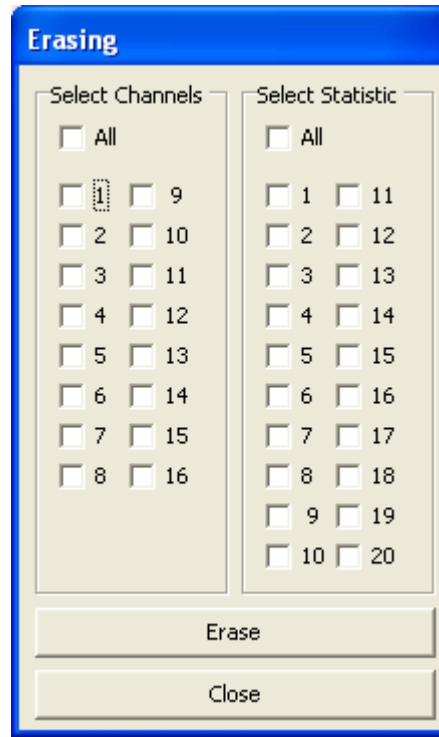 Erasing
Select Channels Select Statistic
All All
1 9 1 11
2 10 2 12
3 11 3 13
4 12 4 14
5 13 5 15
6 14 6 16
7 15 7 17
8 16 8 18
9 19
10 20
Erase
Close